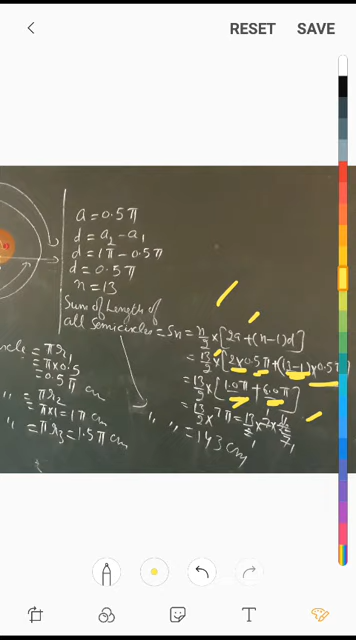 RESET SAVE
a = 0.5π
d = a₂ - a₁
d = 1π - 0.5π
d = 0.5π
n = 13
Sum of Length of
all semicircles = Sn = n/2 × [2a + (n-1)d]
= 13/2 × [2×0.5π + (13-1)×0.5π
= 13/2 × [1.0π + 6.0π]
= 13/2 × 7π = 13/2 × 7 × 22/7
" " = 143 cm
cle = πr₁
= π×0.5
= 0.5π cm
" = πr₂
= π×1 = 1π cm
" = πr₃ = 1.5π cm
T